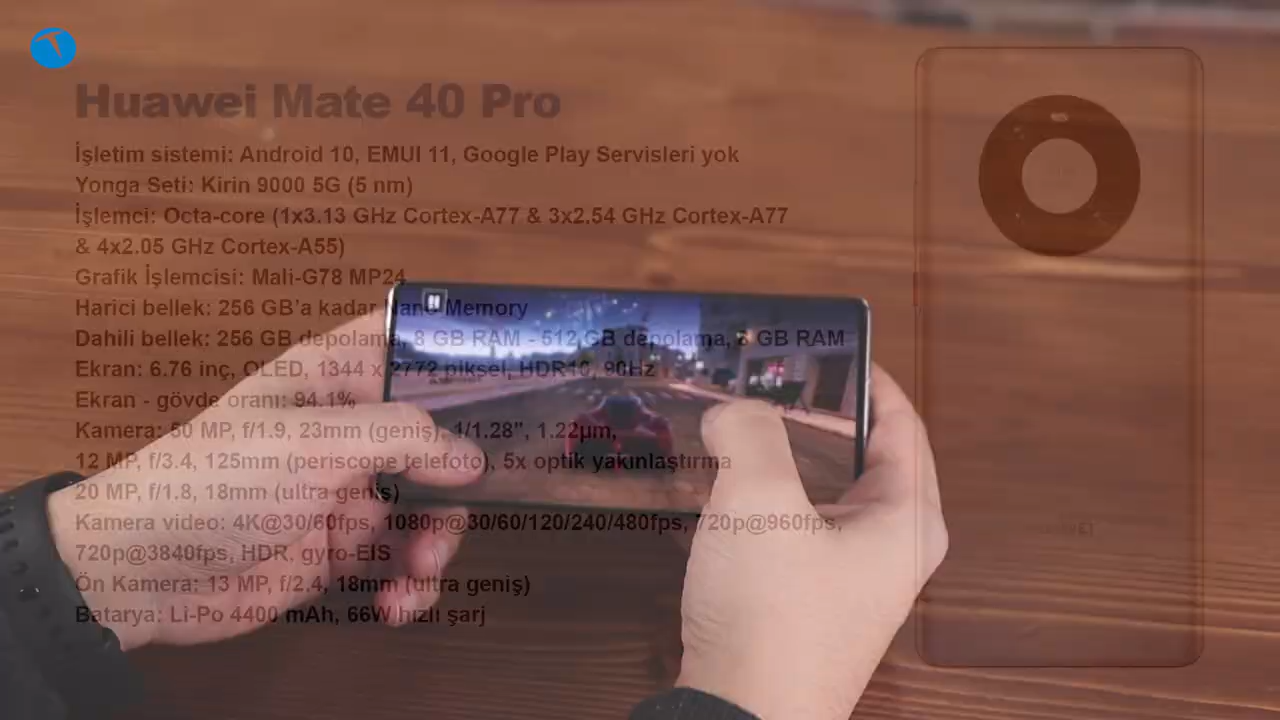 Huawei Mate 40 Pro
İşletim sistemi: Android 10, EMUI 11, Google Play Servisleri yok
Yonga Seti: Kirin 9000 5G (5 nm)
İşlemci: Octa-core (1x3.13 GHz Cortex-A77 & 3x2.54 GHz Cortex-A77
& 4x2.05 GHz Cortex-A55)
Grafik İşlemcisi: Mali-G78 MP24
Harici bellek: 256 GB'a kadar Nano Memory
Dahili bellek: 256 GB depolama, 8 GB RAM - 512 GB depolama, 8 GB RAM
Ekran: 6.76 inç, OLED, 1344 x 2772 piksel, HDR10, 90Hz
Ekran - gövde oranı: 94.1%
Kamera: 50 MP, f/1.9, 23mm (geniş), 1/1.28", 1.22µm,
12 MP, f/3.4, 125mm (periscope telefoto), 5x optik yakınlaştırma
20 MP, f/1.8, 18mm (ultra geniş)
Kamera video: 4K@30/60fps, 1080p@30/60/120/240/480fps, 720p@960fps,
720p@3840fps, HDR, gyro-EIS
Ön Kamera: 13 MP, f/2.4, 18mm (ultra geniş)
Batarya: Li-Po 4400 mAh, 66W hızlı şarj